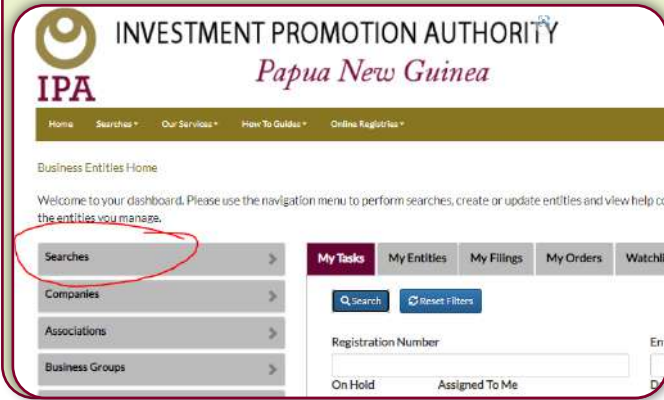 INVESTMENT PROMOTION AUTHORITY
Papua New Guinea
IPA
Home Searches Our Services How To Guides Online Registries
Business Entities Home
Welcome to your dashboard. Please use the navigation menu to perform searches, create or update entities and view help
the entities you manage.
Searches
My Tasks My Entities My Filings My Orders
Companies
Search Reset Filters
Associations
Registration Number
Business Groups
On Hold Assigned To Me